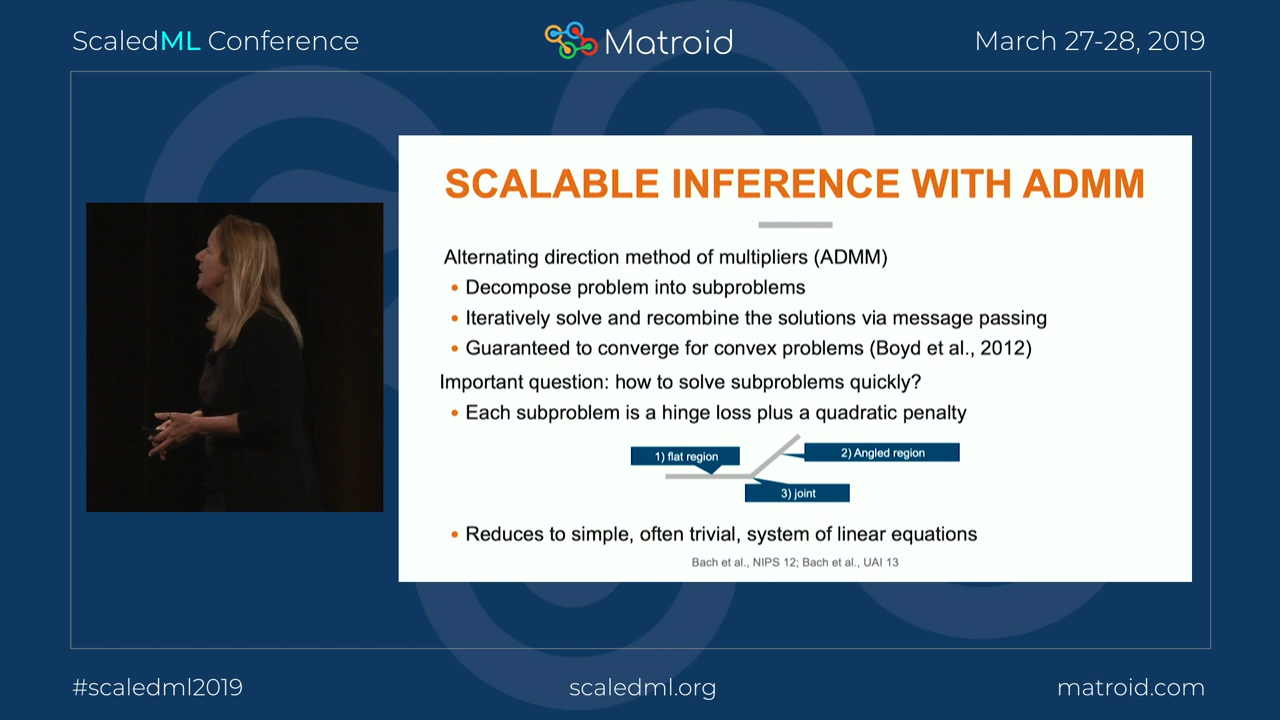 ScaledML Conference
Matroid
March 27-28, 2019
SCALABLE INFERENCE WITH ADMM
Alternating direction method of multipliers (ADMM)
• Decompose problem into subproblems
• Iteratively solve and recombine the solutions via message passing
• Guaranteed to converge for convex problems (Boyd et al., 2012)
Important question: how to solve subproblems quickly?
• Each subproblem is a hinge loss plus a quadratic penalty
1) flat region
2) Angled region
3) joint
• Reduces to simple, often trivial, system of linear equations
Bach et al., NIPS 12; Bach et al., UAI 13
#scaledml2019
scaledml.org
matroid.com